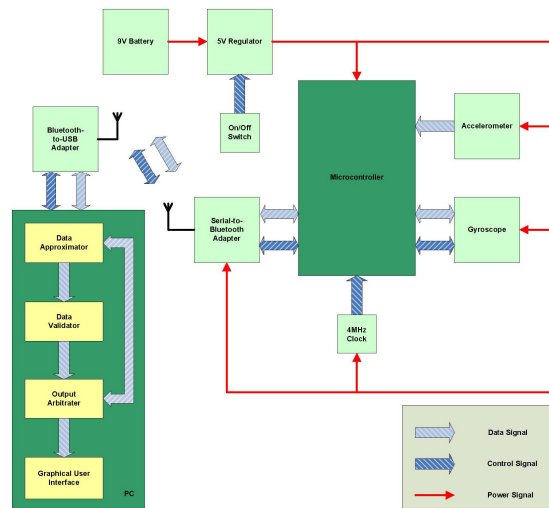 9V Battery
5V Regulator
Bluetooth-
to-USB
Adapter
On/Off
Switch
Microcontroller
Accelerometer
Serial-to-
Bluetooth
Adapter
Gyroscope
Data
Approximator
Data
Validator
4MHz
Clock
Output
Arbitrater
Graphical User
Interface
PC
Data Signal
Control Signal
Power Signal